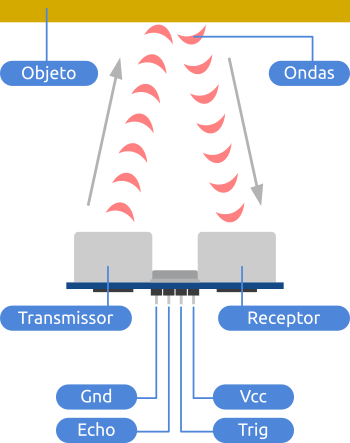 Objeto
Ondas
Transmissor
Receptor
Gnd
Vcc
Echo
Trig